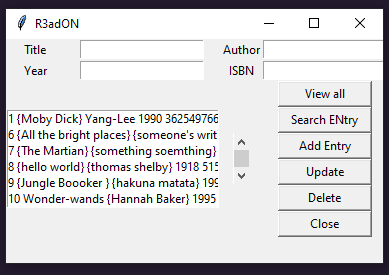 R3adON
Title Author
Year ISBN
View all
Search ENtry
Add Entry
Update
Delete
Close
1 {Moby Dick} Yang-Lee 1990 362549766
6 {All the bright places} {someone's writ
7 {The Martian} {something soemthing}
8 {hello world} {thomas shelby} 1918 515
9 {Jungle Boooker } {hakuna matata} 199
10 Wonder-wands {Hannah Baker} 1995